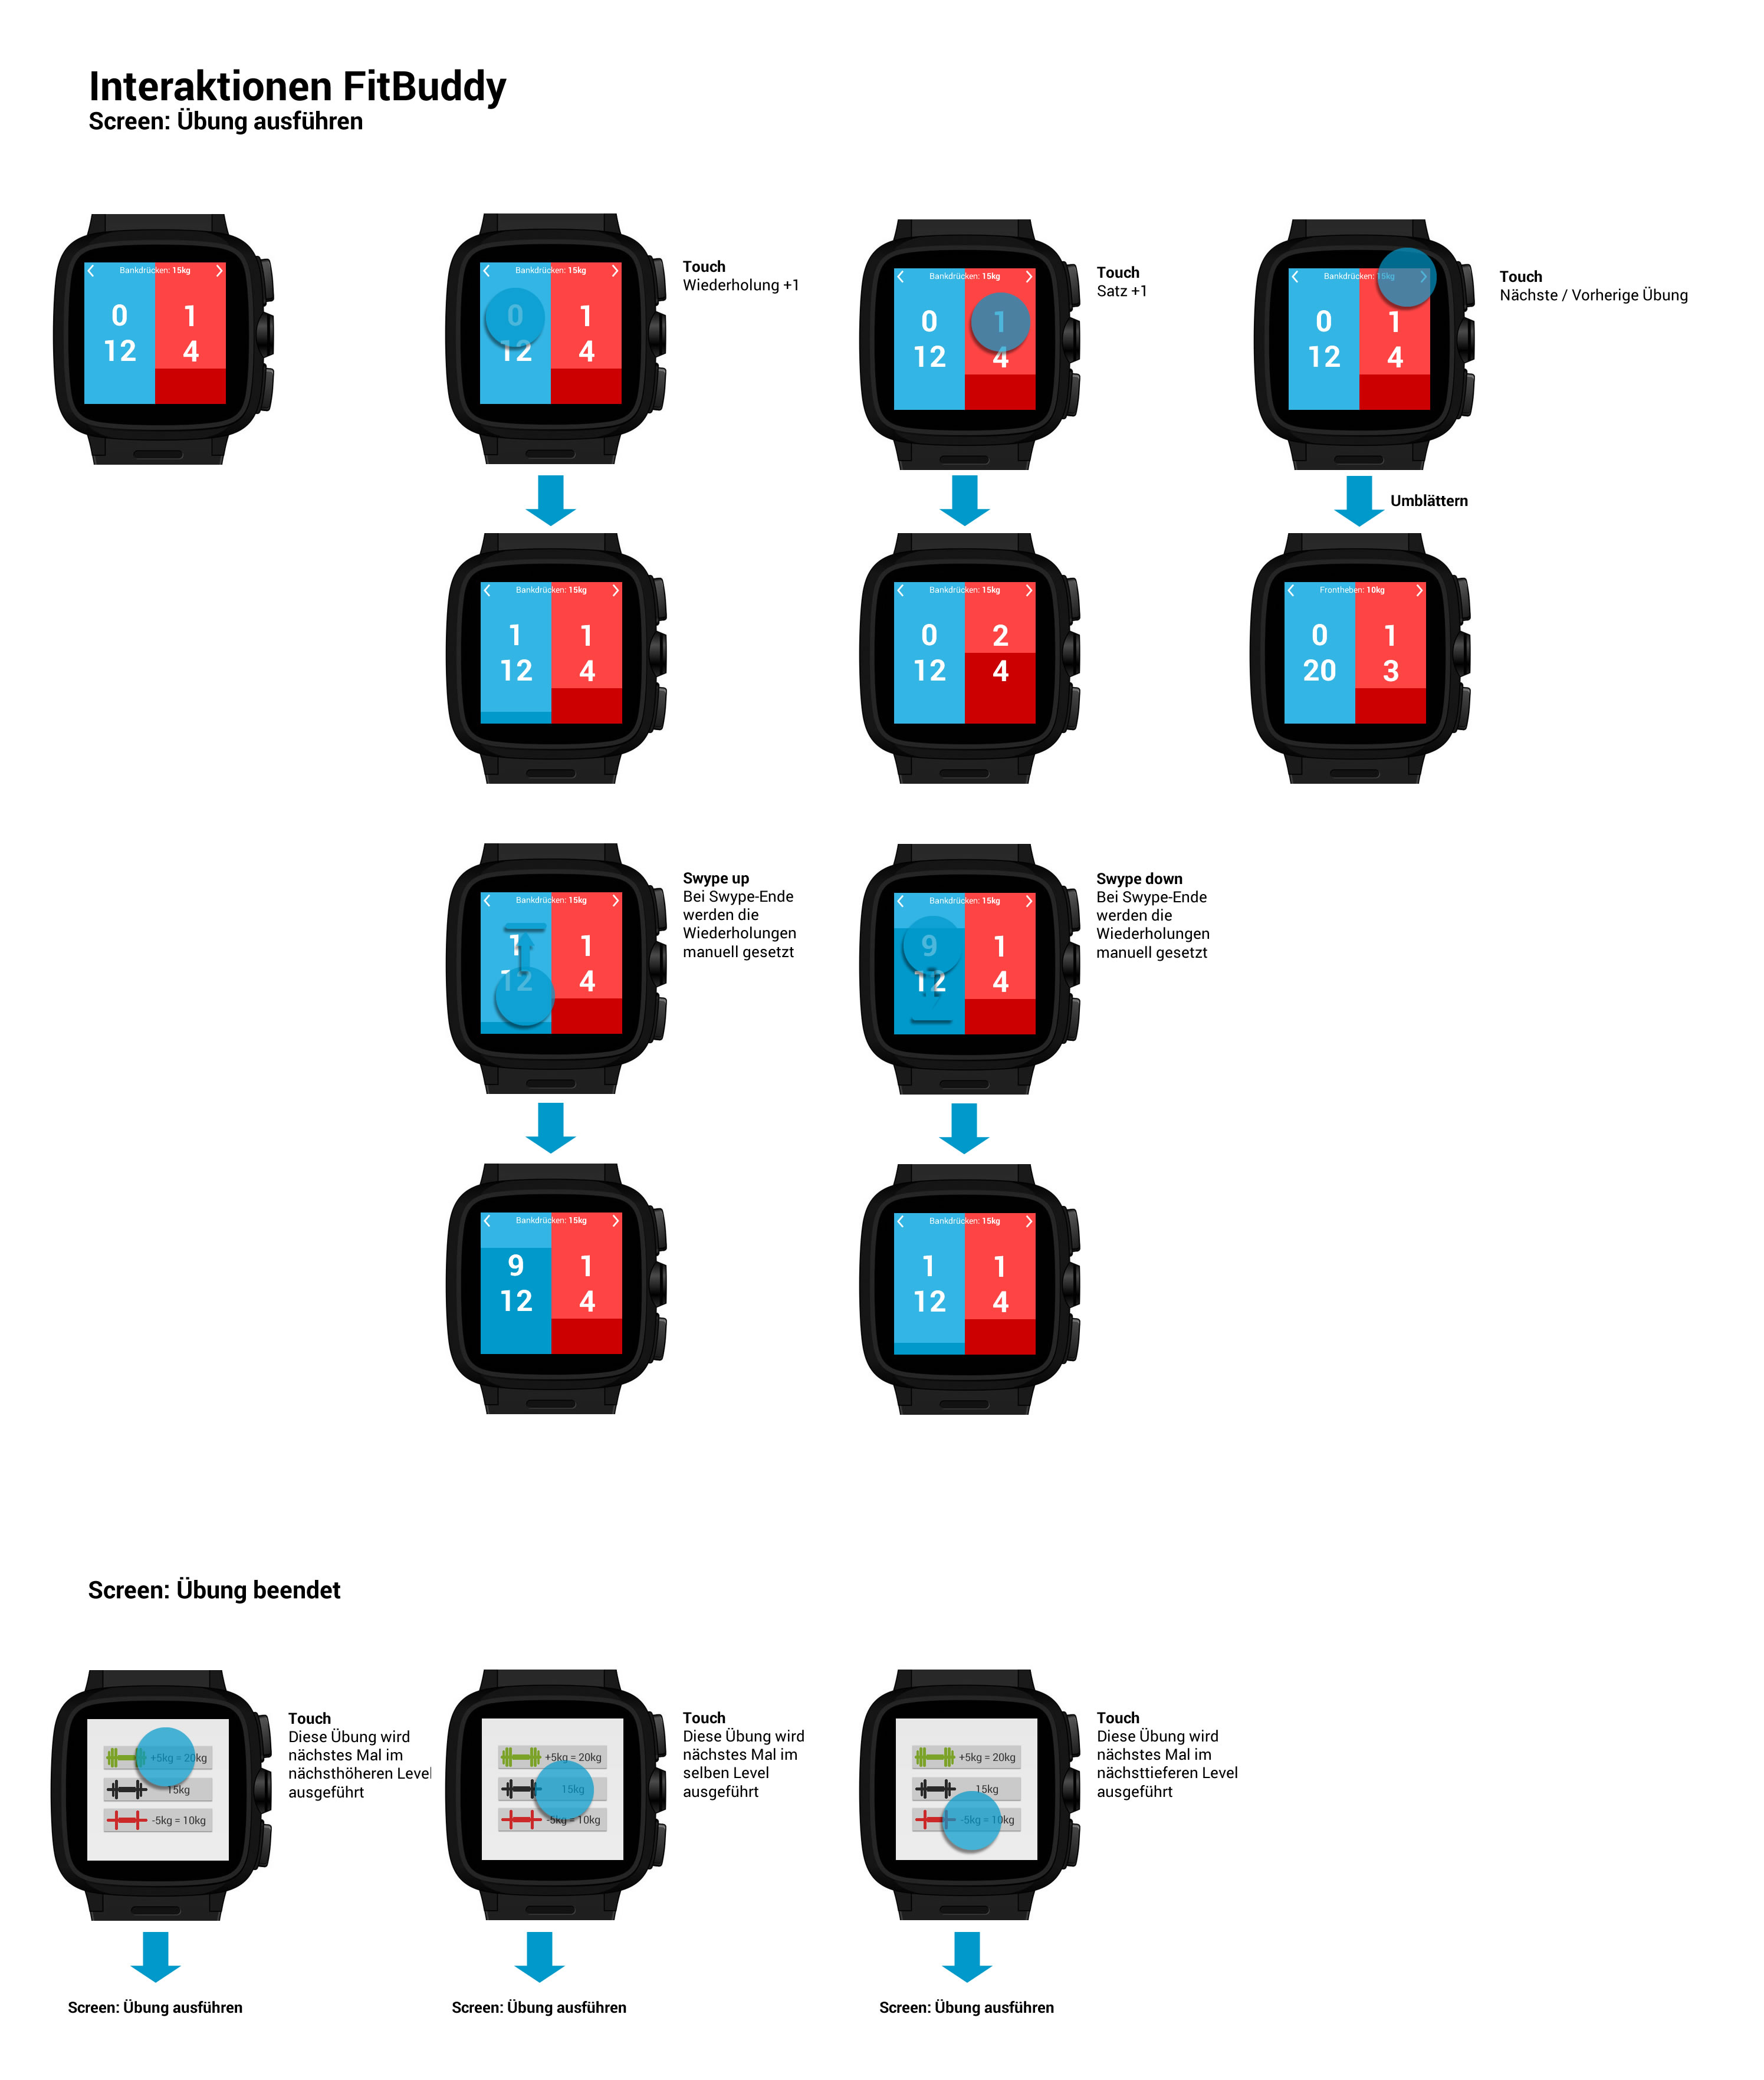 Interaktionen FitBuddy
Screen: Übung ausführen
Bankdrücken: 15kg
0 1
12 4
Bankdrücken: 15kg
0 1
12 4
Touch
Wiederholung +1
Bankdrücken: 15kg
0 1
12 4
Touch
Satz +1
Bankdrücken: 15kg
0 1
12 4
Touch
Nächste / Vorherige Übung
Umblättern
Bankdrücken: 15kg
1 1
12 4
Bankdrücken: 15kg
0 2
12 4
Frontheben: 10kg
0 1
20 3
Bankdrücken: 15kg
1 1
12 4
Swype up
Bei Swype-Ende
werden die
Wiederholungen
manuell gesetzt
Bankdrücken: 15kg
9 1
12 4
Swype down
Bei Swype-Ende
werden die
Wiederholungen
manuell gesetzt
Bankdrücken: 15kg
9 1
12 4
Bankdrücken: 15kg
1 1
12 4
Screen: Übung beendet
+5kg = 20kg
15kg
-5kg = 10kg
Touch
Diese Übung wird
nächstes Mal im
nächsthöheren Level
ausgeführt
+5kg = 20kg
15kg
-5kg = 10kg
Touch
Diese Übung wird
nächstes Mal im
selben Level
ausgeführt
+5kg = 20kg
15kg
-5kg = 10kg
Touch
Diese Übung wird
nächstes Mal im
nächsttieferen Level
ausgeführt
Screen: Übung ausführen
Screen: Übung ausführen
Screen: Übung ausführen